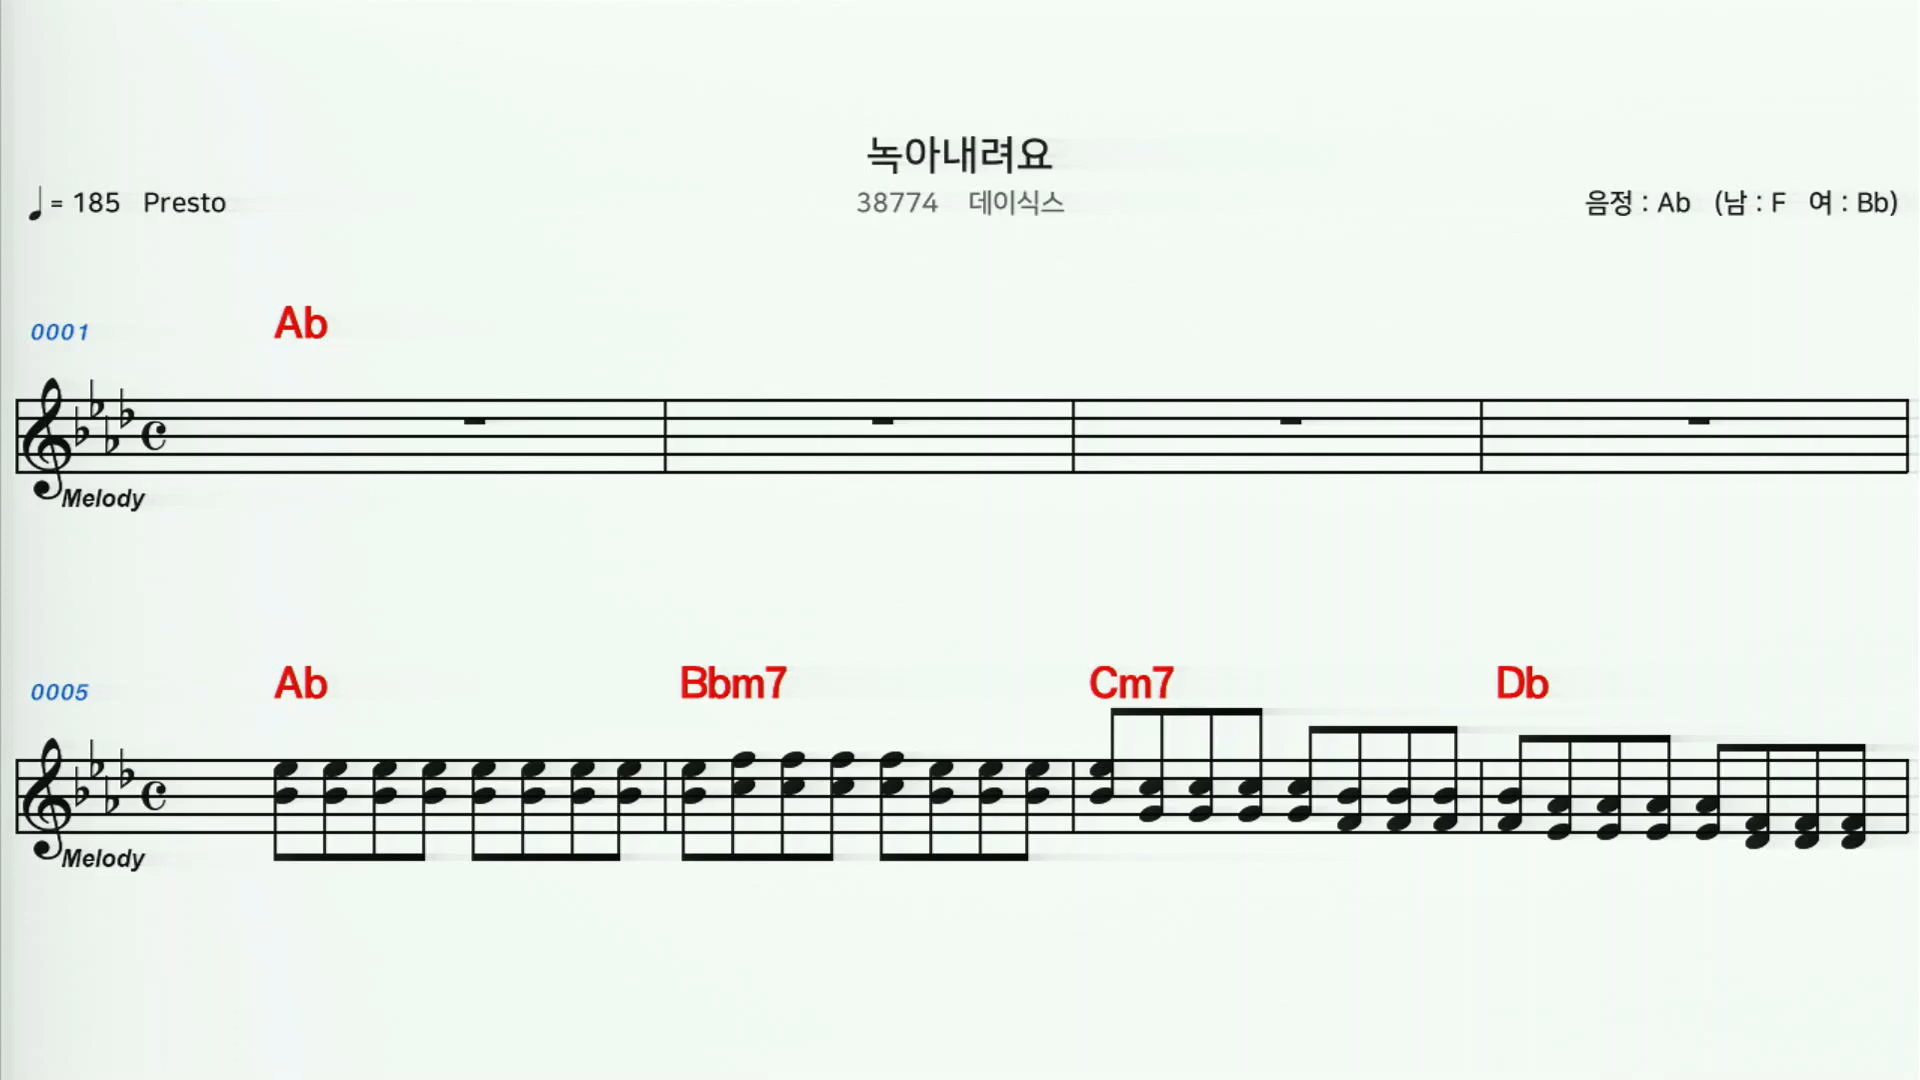 녹아내려요
♩= 185 Presto
38774 데이식스
음정 : Ab (남 : F 여 : Bb)
0001 Ab
Melody
0005 Ab Bbm7 Cm7 Db
Melody